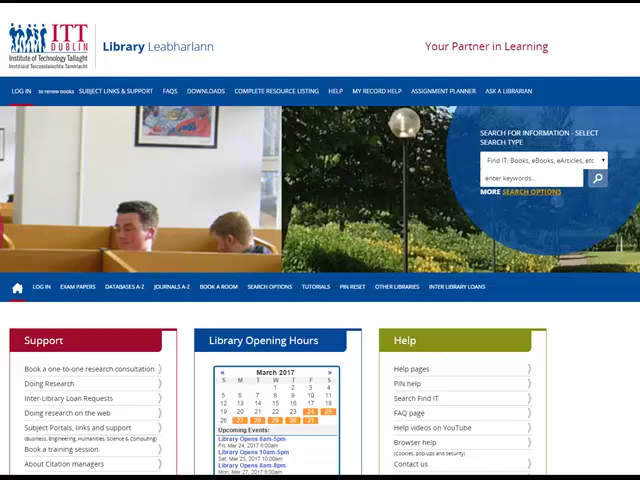 ITT
DUBLIN
Institute of Technology Tallaght
Institiúid Teicneolaíochta Tamhlacht
Library Leabharlann
Your Partner in Learning
LOG IN to renew books SUBJECT LINKS & SUPPORT FAQS DOWNLOADS COMPLETE RESOURCE LISTING HELP MY RECORD HELP ASSIGNMENT PLANNER ASK A LIBRARIAN
SEARCH FOR INFORMATION - SELECT
SEARCH TYPE
Find IT: Books, eBooks, eArticles, etc
enter keywords...
MORE SEARCH OPTIONS
LOG IN EXAM PAPERS DATABASES A-Z JOURNALS A-Z BOOK A ROOM SEARCH OPTIONS TUTORIALS PIN RESET OTHER LIBRARIES INTER LIBRARY LOANS
Support
Book a one-to-one research consultation
Doing Research
Inter-Library Loan Requests
Doing research on the web
Subject Portals, links and support
(Business, Engineering, Humanities, Science & Computing)
Book a training session
About Citation managers
Library Opening Hours
« March 2017 »
S M T W T F S
1 2 3 4
5 6 7 8 9 10 11
12 13 14 15 16 17 18
19 20 21 22 23 24 25
26 27 28 29 30 31
Upcoming Events:
Library Opens 8am-5pm
Fri, Mar 24, 2017 8:00am
Library Opens 10am-5pm
Sat, Mar 25, 2017 10:00am
Library Opens 8am-8pm
Mon, Mar 27, 2017 8:00am
Help
Help pages
PIN help
Search Find IT
FAQ page
Help videos on YouTube
Browser help
(Cookies, pop-ups and security)
Contact us